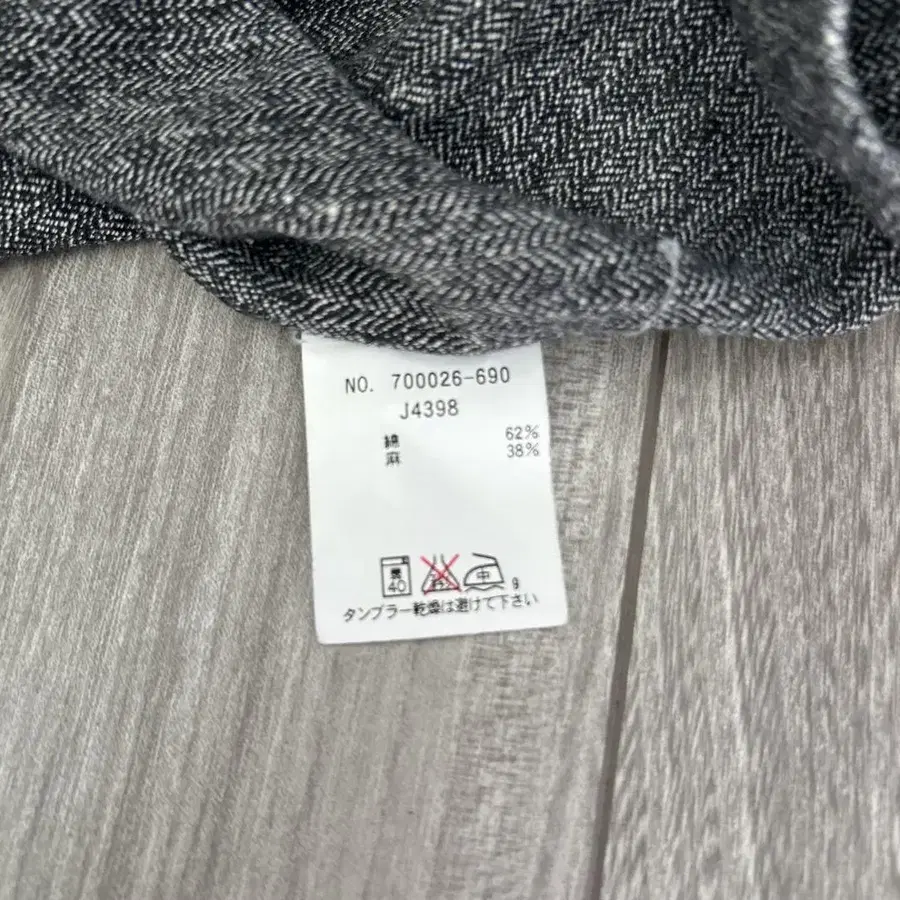 NO. 700026-690
J4398
綿 62%
麻 38%
40 中 9
タンブラー乾燥は避けて下さい